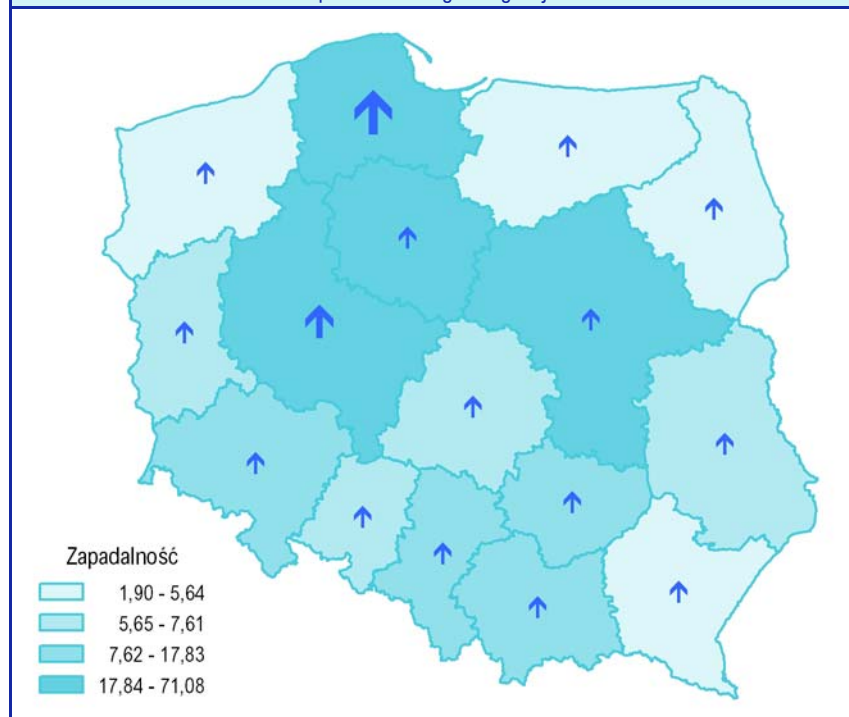 Zapadalność
1,90 - 5,64
5,65 - 7,61
7,62 - 17,83
17,84 - 71,08